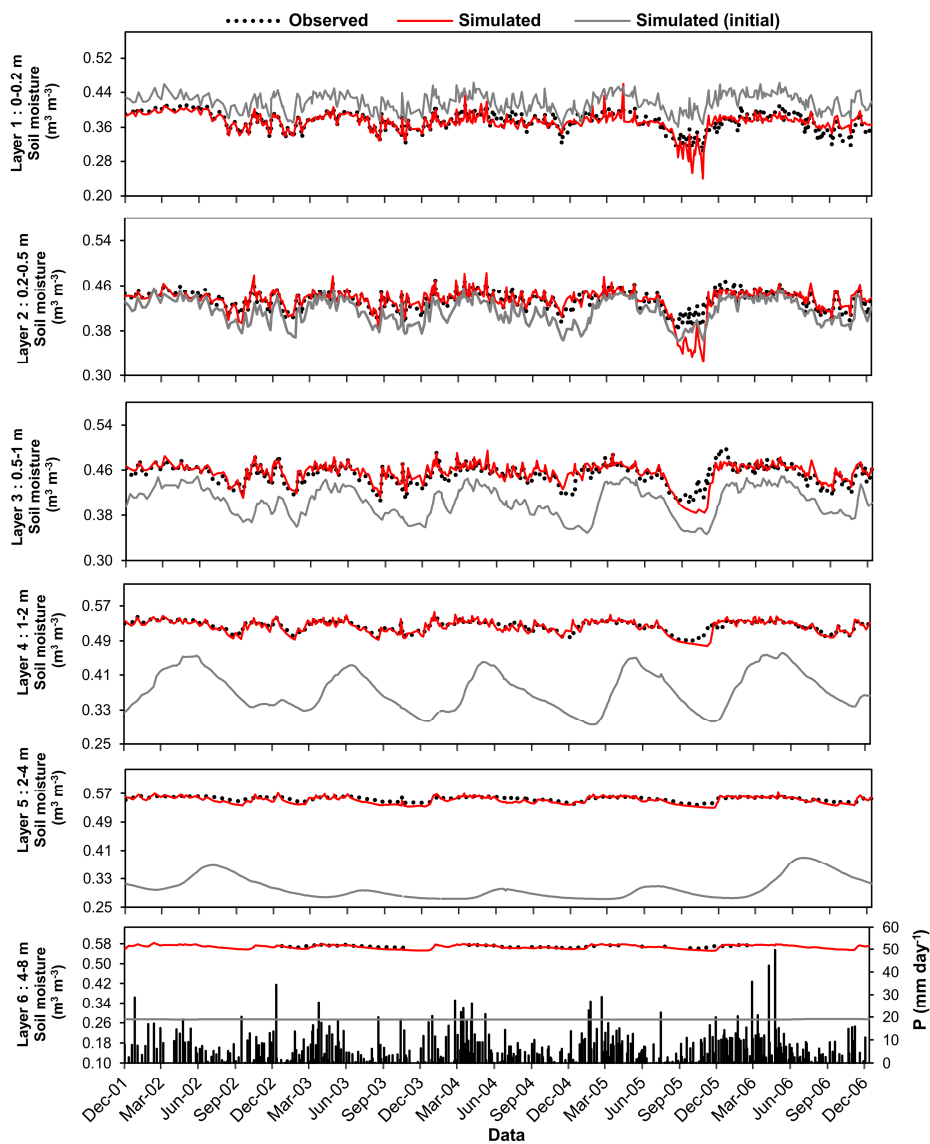 Observed Simulated Simulated (initial)
Layer 1 : 0-0.2 m
Soil moisture
(m³ m⁻³)
0.52
0.44
0.36
0.28
0.20
Layer 2 : 0.2-0.5 m
Soil moisture
(m³ m⁻³)
0.54
0.46
0.38
0.30
Layer 3 : 0.5-1 m
Soil moisture
(m³ m⁻³)
0.54
0.46
0.38
0.30
Layer 4 : 1-2 m
Soil moisture
(m³ m⁻³)
0.57
0.49
0.41
0.33
0.25
Layer 5 : 2-4 m
Soil moisture
(m³ m⁻³)
0.57
0.49
0.41
0.33
0.25
Layer 6 : 4-8 m
Soil moisture
(m³ m⁻³)
0.58
0.50
0.42
0.34
0.26
0.18
0.10
60
50
40
30
20
10
0
P (mm day⁻¹)
Dec-01 Mar-02 Jun-02 Sep-02 Dec-02 Mar-03 Jun-03 Sep-03 Dec-03 Mar-04 Jun-04 Sep-04 Dec-04 Mar-05 Jun-05 Sep-05 Dec-05 Mar-06 Jun-06 Sep-06 Dec-06
Data